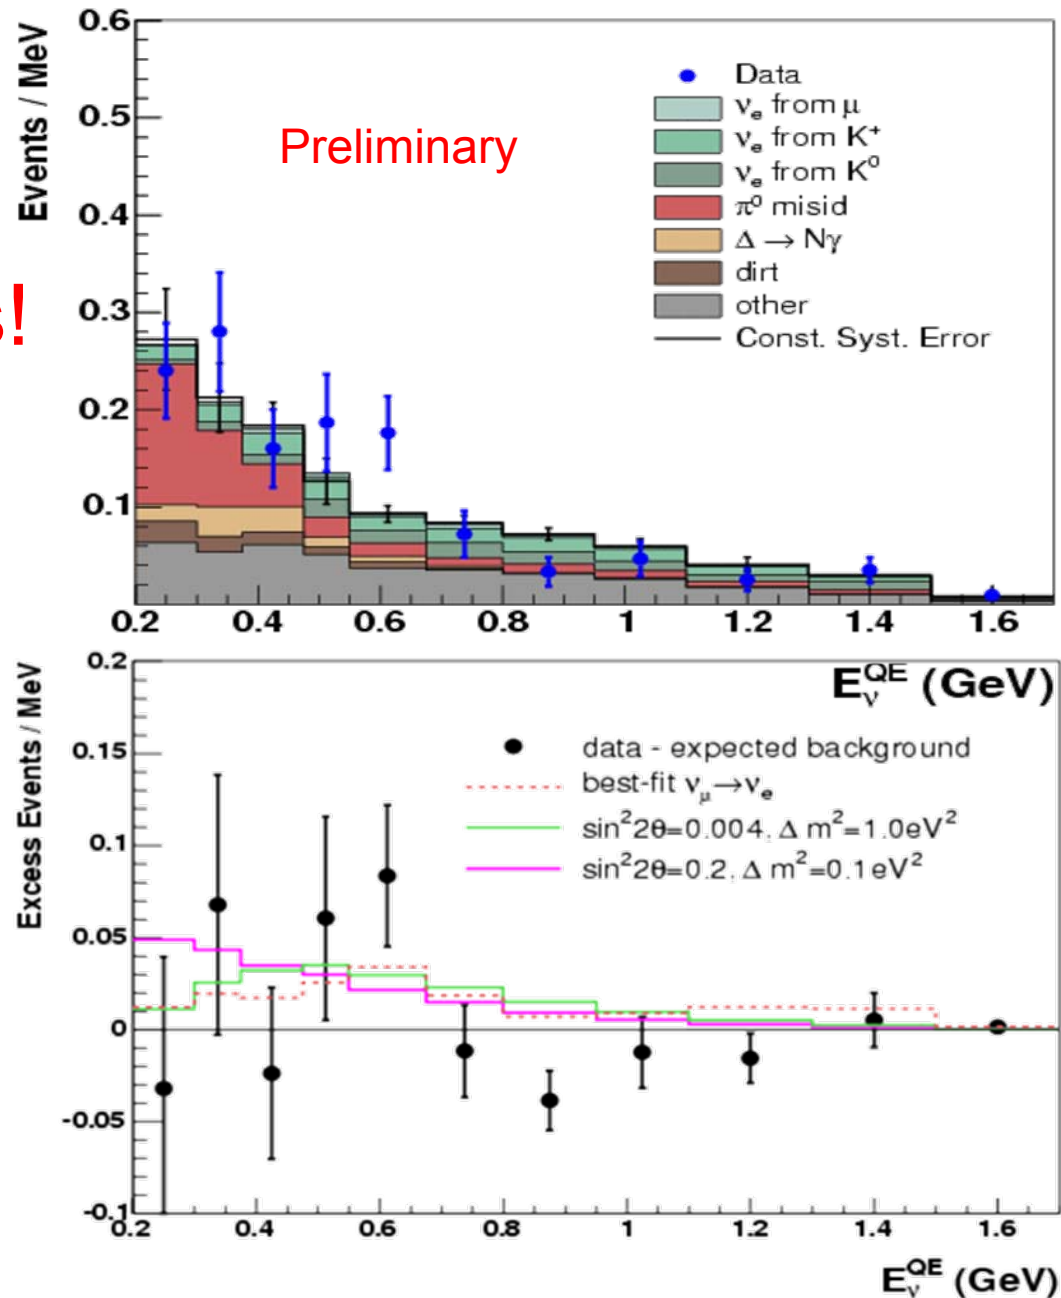 0.6
0.5
0.4
0.3
0.2
0.1
Events / MeV
Preliminary
s!
Data
νₑ from μ
νₑ from K⁺
νₑ from K⁰
π⁰ misid
Δ → Nγ
dirt
other
Const. Syst. Error
0.2 0.4 0.6 0.8 1 1.2 1.4 1.6
E_ν^QE (GeV)
0.2
0.15
0.1
0.05
0
-0.05
-0.1
Excess Events / MeV
data - expected background
best-fit ν_μ→νₑ
sin²2θ=0.004, Δ m²=1.0eV²
sin²2θ=0.2, Δ m²=0.1eV²
0.2 0.4 0.6 0.8 1 1.2 1.4 1.6
E_ν^QE (GeV)